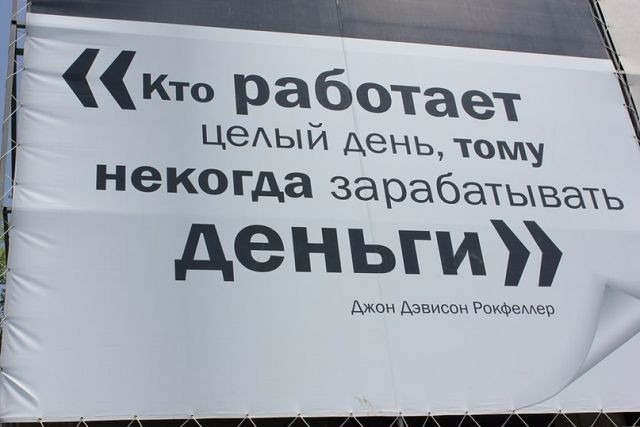 «Кто работает
целый день, тому
некогда зарабатывать
деньги»
Джон Дэвисон Рокфеллер